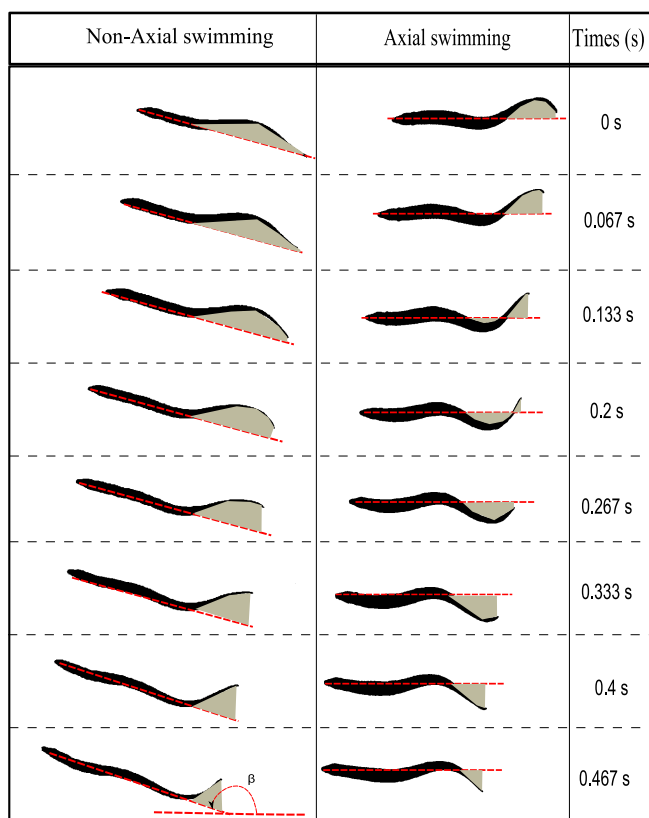 Non-Axial swimming Axial swimming Times (s)
0 s
0.067 s
0.133 s
0.2 s
0.267 s
0.333 s
0.4 s
β
0.467 s